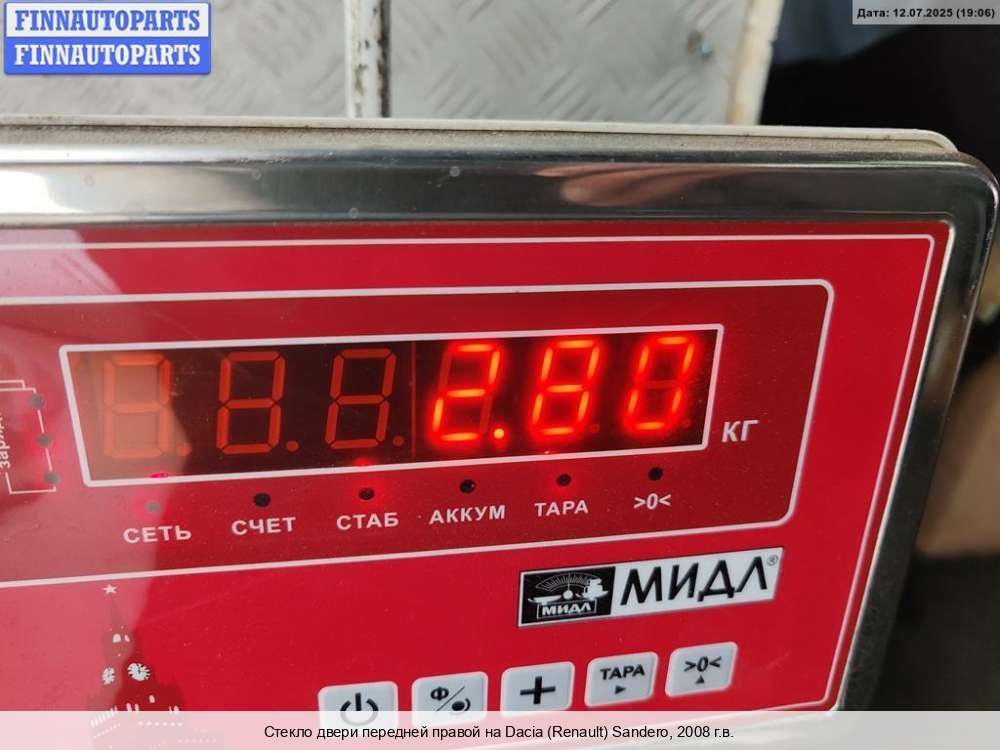 FINNAUTOPARTS
FINNAUTOPARTS
Дата: 12.07.2025 (19:06)
2.80
КГ
СЕТЬ СЧЕТ СТАБ АККУМ ТАРА >0<
МИДЛ МИДЛ®
Ф/ + ТАРА >0<
Стекло двери передней правой на Dacia (Renault) Sandero, 2008 г.в.